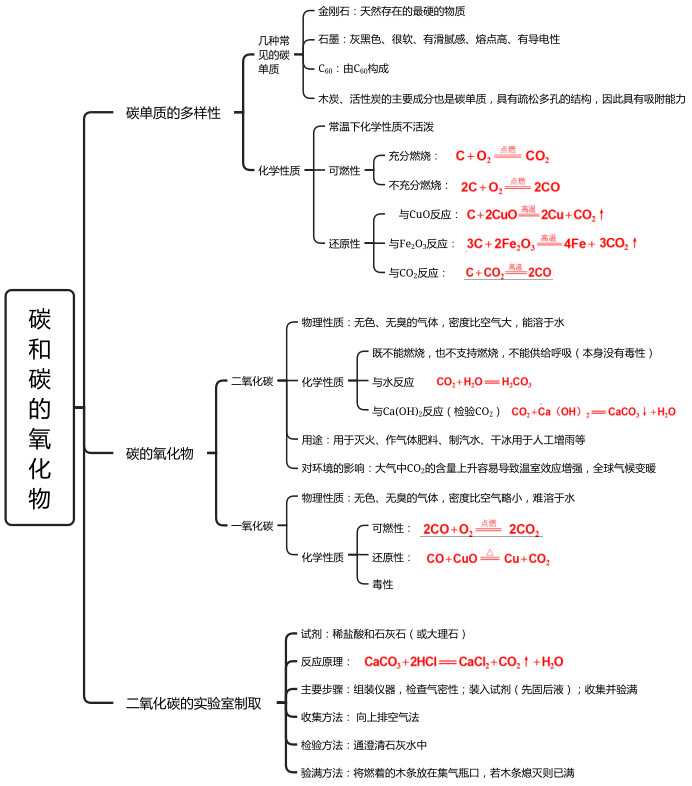 碳和碳的氧化物
碳单质的多样性
几种常
见的碳
单质
金刚石：天然存在的最硬的物质
石墨：灰黑色、很软、有滑腻感、熔点高、有导电性
C₆₀：由C₆₀构成
木炭、活性炭的主要成分也是碳单质，具有疏松多孔的结构，因此具有吸附能力
化学性质
常温下化学性质不活泼
可燃性
充分燃烧： C+O₂ 点燃══ CO₂
不充分燃烧： 2C+O₂ 点燃══ 2CO
还原性
与CuO反应： C+2CuO 高温══ 2Cu+CO₂↑
与Fe₂O₃反应： 3C+2Fe₂O₃ 高温══ 4Fe+3CO₂↑
与CO₂反应： C+CO₂ 高温══ 2CO
碳的氧化物
二氧化碳
物理性质：无色、无臭的气体，密度比空气大，能溶于水
化学性质
既不能燃烧，也不支持燃烧，不能供给呼吸（本身没有毒性）
与水反应 CO₂+H₂O══H₂CO₃
与Ca(OH)₂反应（检验CO₂） CO₂+Ca（OH）₂══CaCO₃↓+H₂O
用途：用于灭火、作气体肥料、制汽水、干冰用于人工增雨等
对环境的影响：大气中CO₂的含量上升容易导致温室效应增强，全球气候变暖
一氧化碳
物理性质：无色、无臭的气体，密度比空气略小，难溶于水
化学性质
可燃性： 2CO+O₂ 点燃══ 2CO₂
还原性： CO+CuO △══ Cu+CO₂
毒性
二氧化碳的实验室制取
试剂：稀盐酸和石灰石（或大理石）
反应原理： CaCO₃+2HCl══CaCl₂+CO₂↑+H₂O
主要步骤：组装仪器，检查气密性；装入试剂（先固后液）；收集并验满
收集方法： 向上排空气法
检验方法：通澄清石灰水中
验满方法：将燃着的木条放在集气瓶口，若木条熄灭则已满